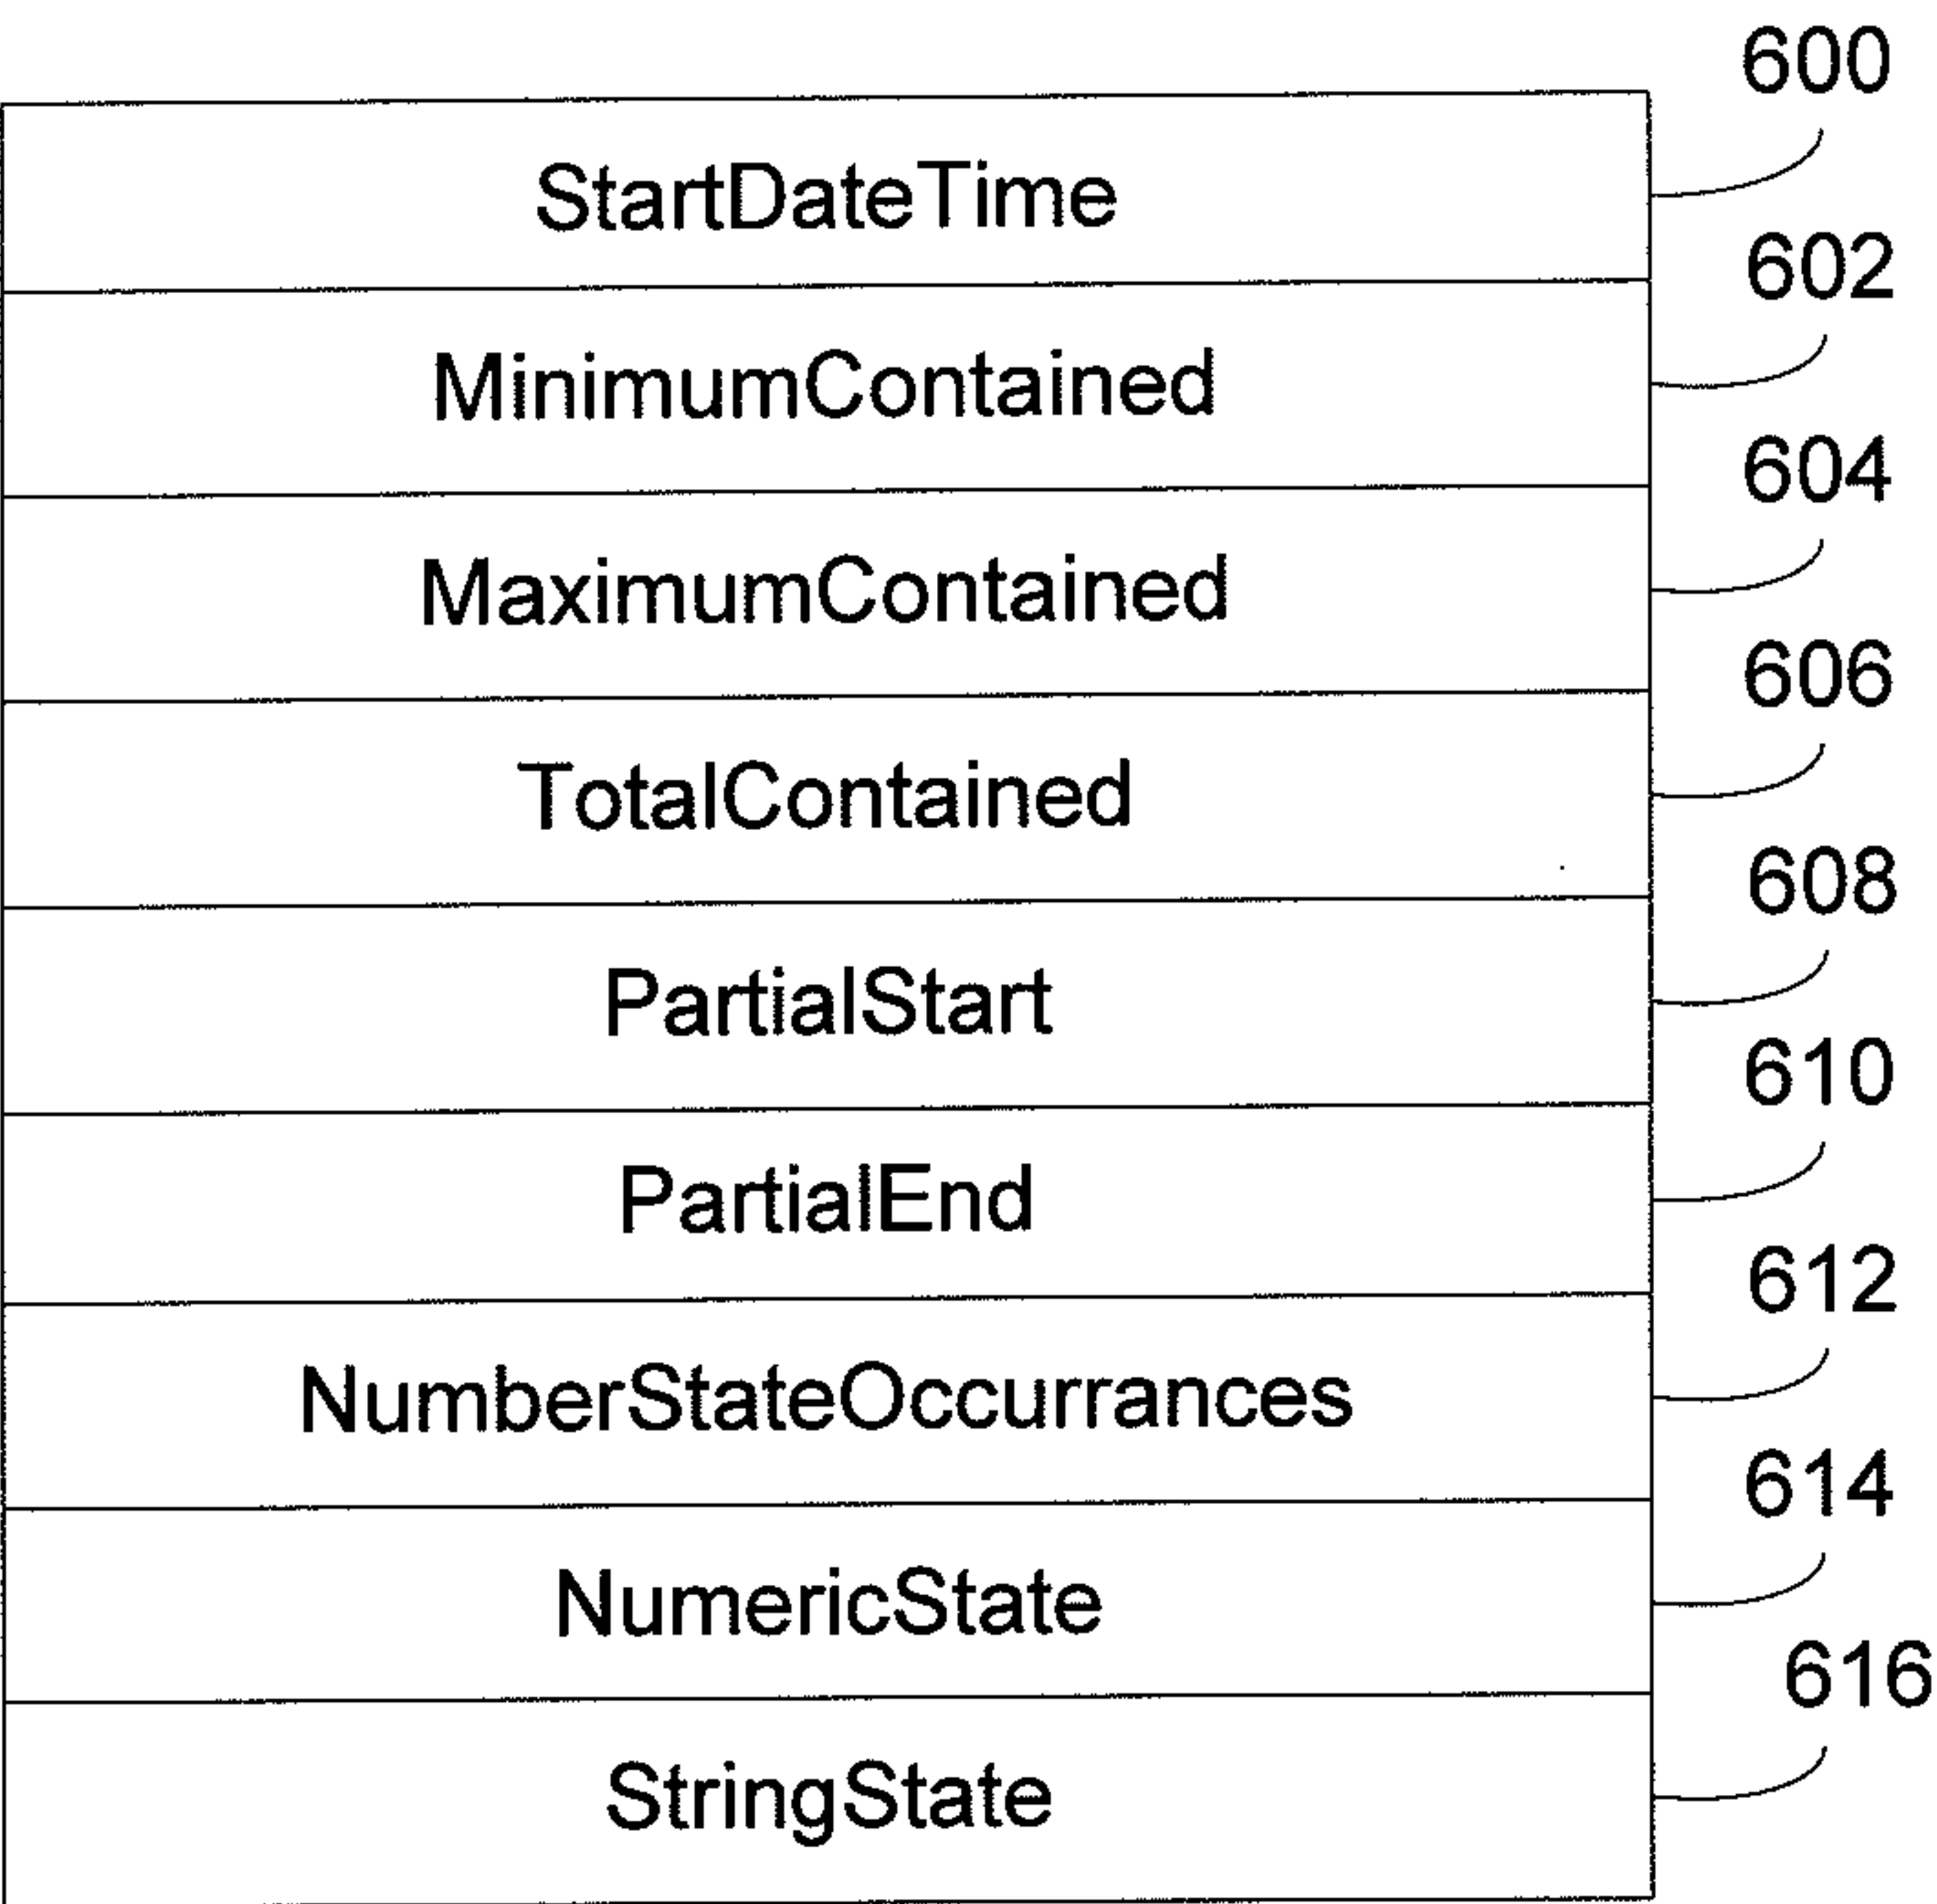 600
StartDateTime
602
MinimumContained
604
MaximumContained
606
TotalContained
608
PartialStart
610
PartialEnd
612
NumberStateOccurrances
614
NumericState
616
StringState